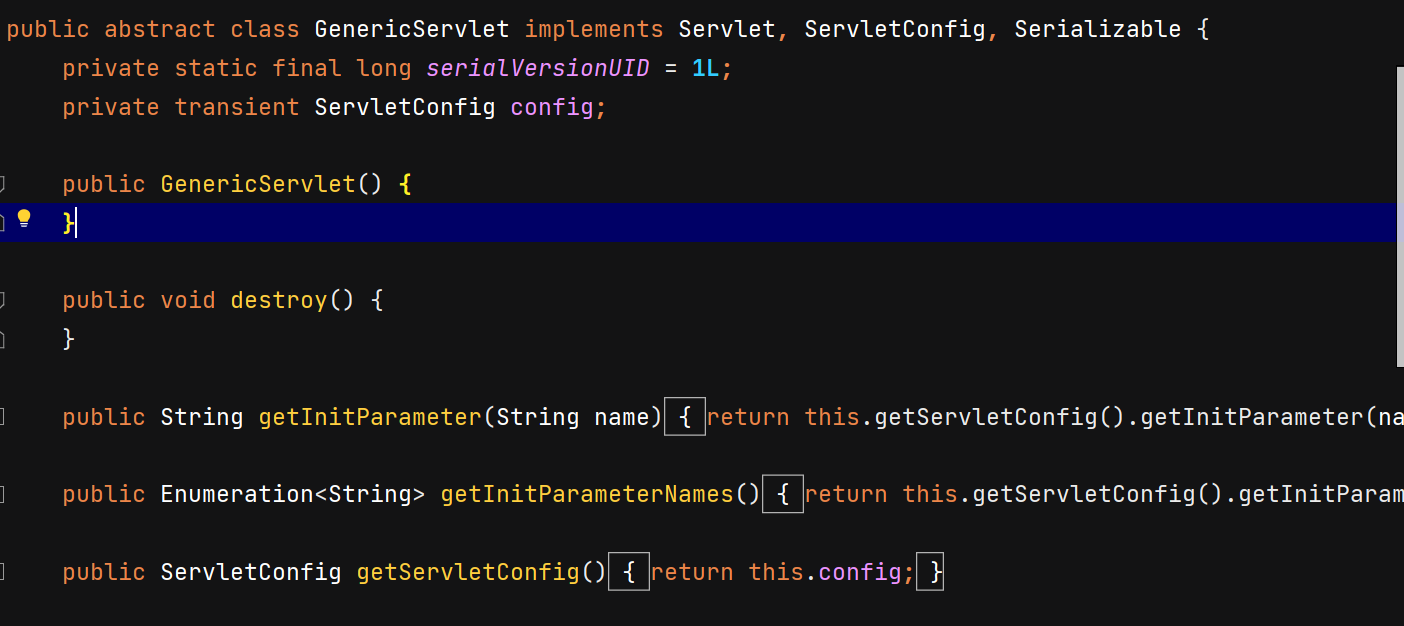 public abstract class GenericServlet implements Servlet, ServletConfig, Serializable {
    private static final long serialVersionUID = 1L;
    private transient ServletConfig config;
    public GenericServlet() {
    }
    public void destroy() {
    }
    public String getInitParameter(String name) { return this.getServletConfig().getInitParameter(na
    public Enumeration<String> getInitParameterNames() { return this.getServletConfig().getInitParam
    public ServletConfig getServletConfig() { return this.config; }